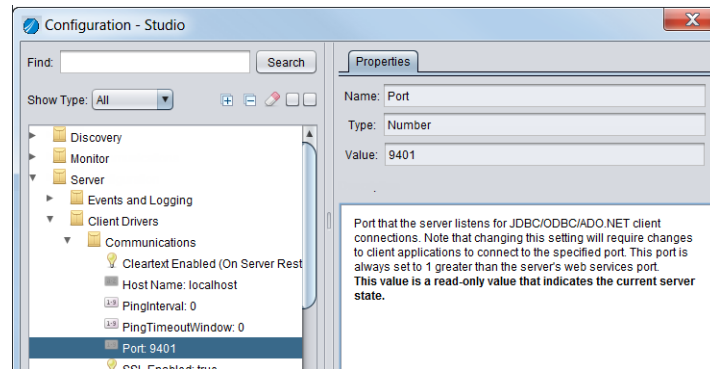 Configuration - Studio
Find:
Search
Show Type: All
Discovery
Monitor
Server
Events and Logging
Client Drivers
Communications
Cleartext Enabled (On Server Rest
Host Name: localhost
PingInterval: 0
PingTimeoutWindow: 0
Port: 9401
SSL Enabled: true
Properties
Name: Port
Type: Number
Value: 9401
Port that the server listens for JDBC/ODBC/ADO.NET client
connections. Note that changing this setting will require changes
to client applications to connect to the specified port. This port is
always set to 1 greater than the server's web services port.
This value is a read-only value that indicates the current server
state.